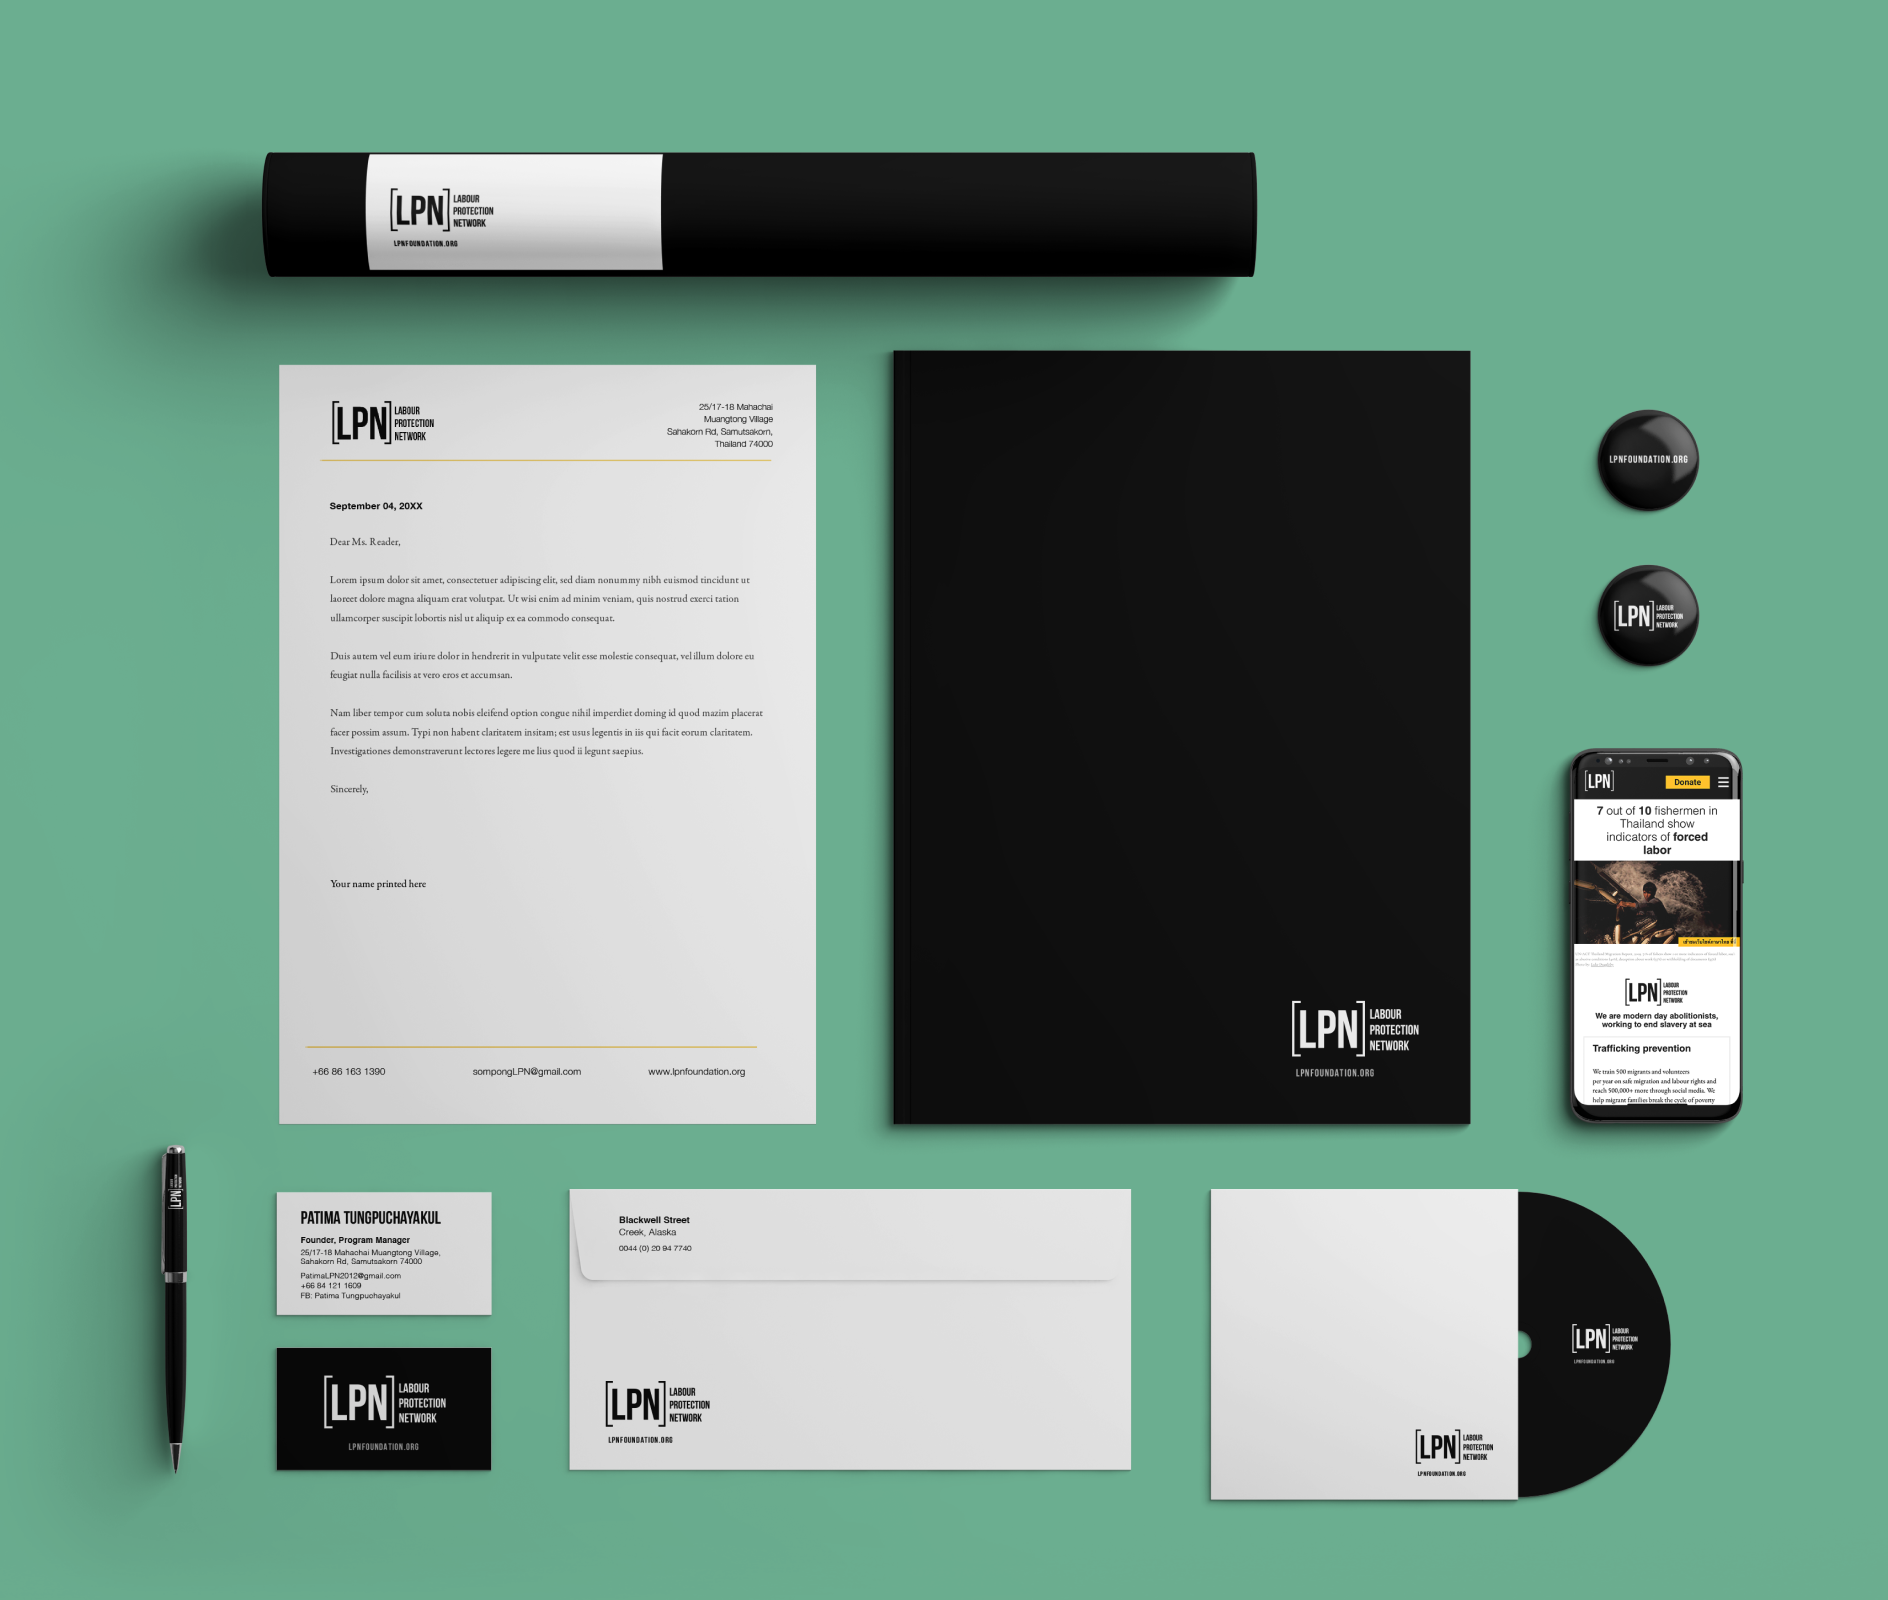 [LPN] LABOUR
PROTECTION
NETWORK
LPNFOUNDATION.ORG
[LPN] LABOUR
PROTECTION
NETWORK
25/17-18 Mahachai
Muangtong Village
Sahakorn Rd, Samutsakorn,
Thailand 74000
September 04, 20XX
Dear Ms. Reader,
Lorem ipsum dolor sit amet, consectetuer adipiscing elit, sed diam nonummy nibh euismod tincidunt ut
laoreet dolore magna aliquam erat volutpat. Ut wisi enim ad minim veniam, quis nostrud exerci tation
ullamcorper suscipit lobortis nisl ut aliquip ex ea commodo consequat.
Duis autem vel eum iriure dolor in hendrerit in vulputate velit esse molestie consequat, vel illum dolore eu
feugiat nulla facilisis at vero eros et accumsan.
Nam liber tempor cum soluta nobis eleifend option congue nihil imperdiet doming id quod mazim placerat
facer possim assum. Typi non habent claritatem insitam; est usus legentis in iis qui facit eorum claritatem.
Investigationes demonstraverunt lectores legere me lius quod ii legunt saepius.
Sincerely,
Your name printed here
+66 86 163 1390
sompongLPN@gmail.com
www.lpnfoundation.org
[LPN] LABOUR
PROTECTION
NETWORK
LPNFOUNDATION.ORG
LPNFOUNDATION.ORG
[LPN] LABOUR
PROTECTION
NETWORK
[LPN]
Donate
7 out of 10 fishermen in
Thailand show
indicators of forced
labor
[LPN] LABOUR
PROTECTION
NETWORK
We are modern day abolitionists,
working to end slavery at sea
Trafficking prevention
We train 500 migrants and volunteers
per year on safe migration and labour rights and
reach 500,000+ more through social media. We
help migrant families break the cycle of poverty
[LPN] LABOUR
PROTECTION
NETWORK
PATIMA TUNGPUCHAYAKUL
Founder, Program Manager
25/17-18 Mahachai Muangtong Village,
Sahakorn Rd, Samutsakorn 74000
PatimaLPN2012@gmail.com
+66 84 121 1609
FB: Patima Tungpuchayakul
[LPN] LABOUR
PROTECTION
NETWORK
LPNFOUNDATION.ORG
Blackwell Street
Creek, Alaska
0044 (0) 20 94 7740
[LPN] LABOUR
PROTECTION
NETWORK
LPNFOUNDATION.ORG
[LPN] LABOUR
PROTECTION
NETWORK
LPNFOUNDATION.ORG
[LPN] LABOUR
PROTECTION
NETWORK
LPNFOUNDATION.ORG